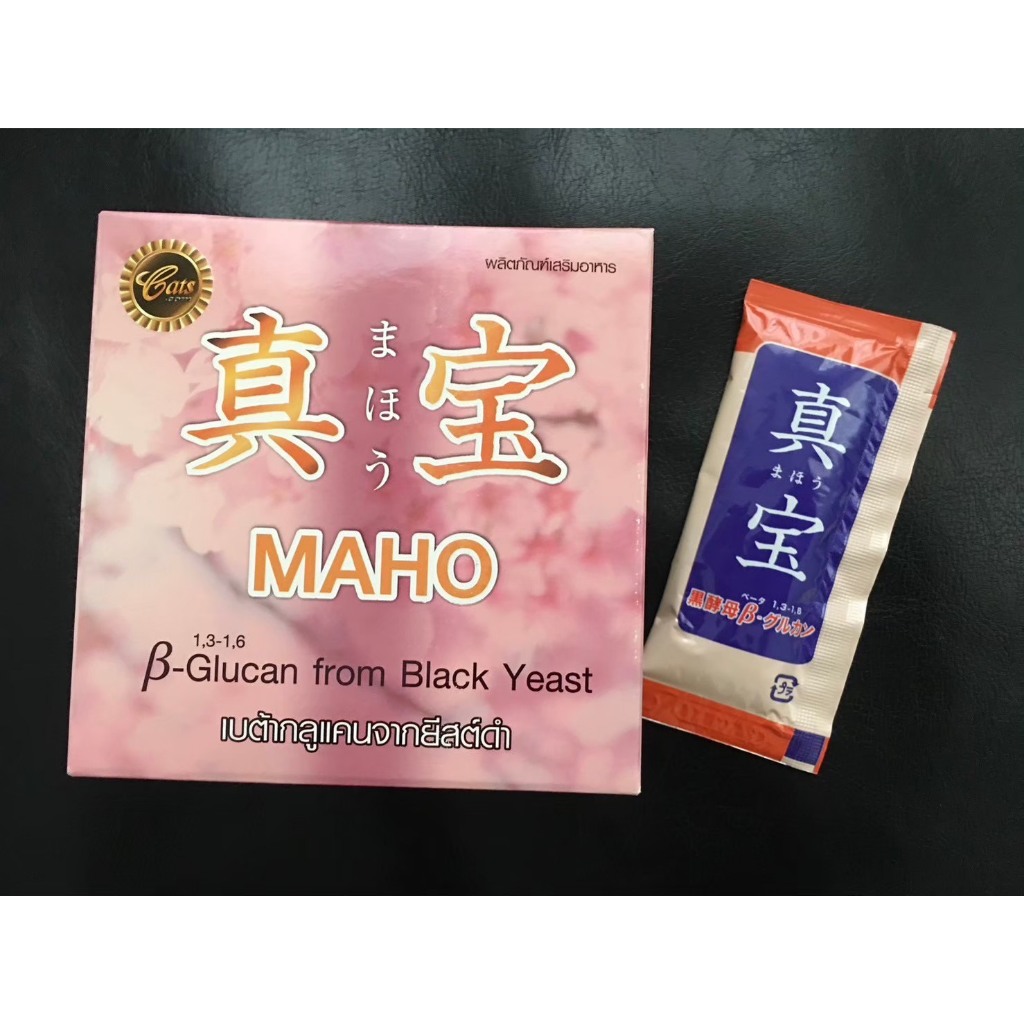 Cats
ผลิตภัณฑ์เสริมอาหาร
真 まほう 宝
MAHO
1,3-1,6
β-Glucan from Black Yeast
เบต้ากลูแคนจากยีสต์ดำ
真
まほう
宝
ベータ 1,3-1,6
黒酵母β-グルカン
プラ